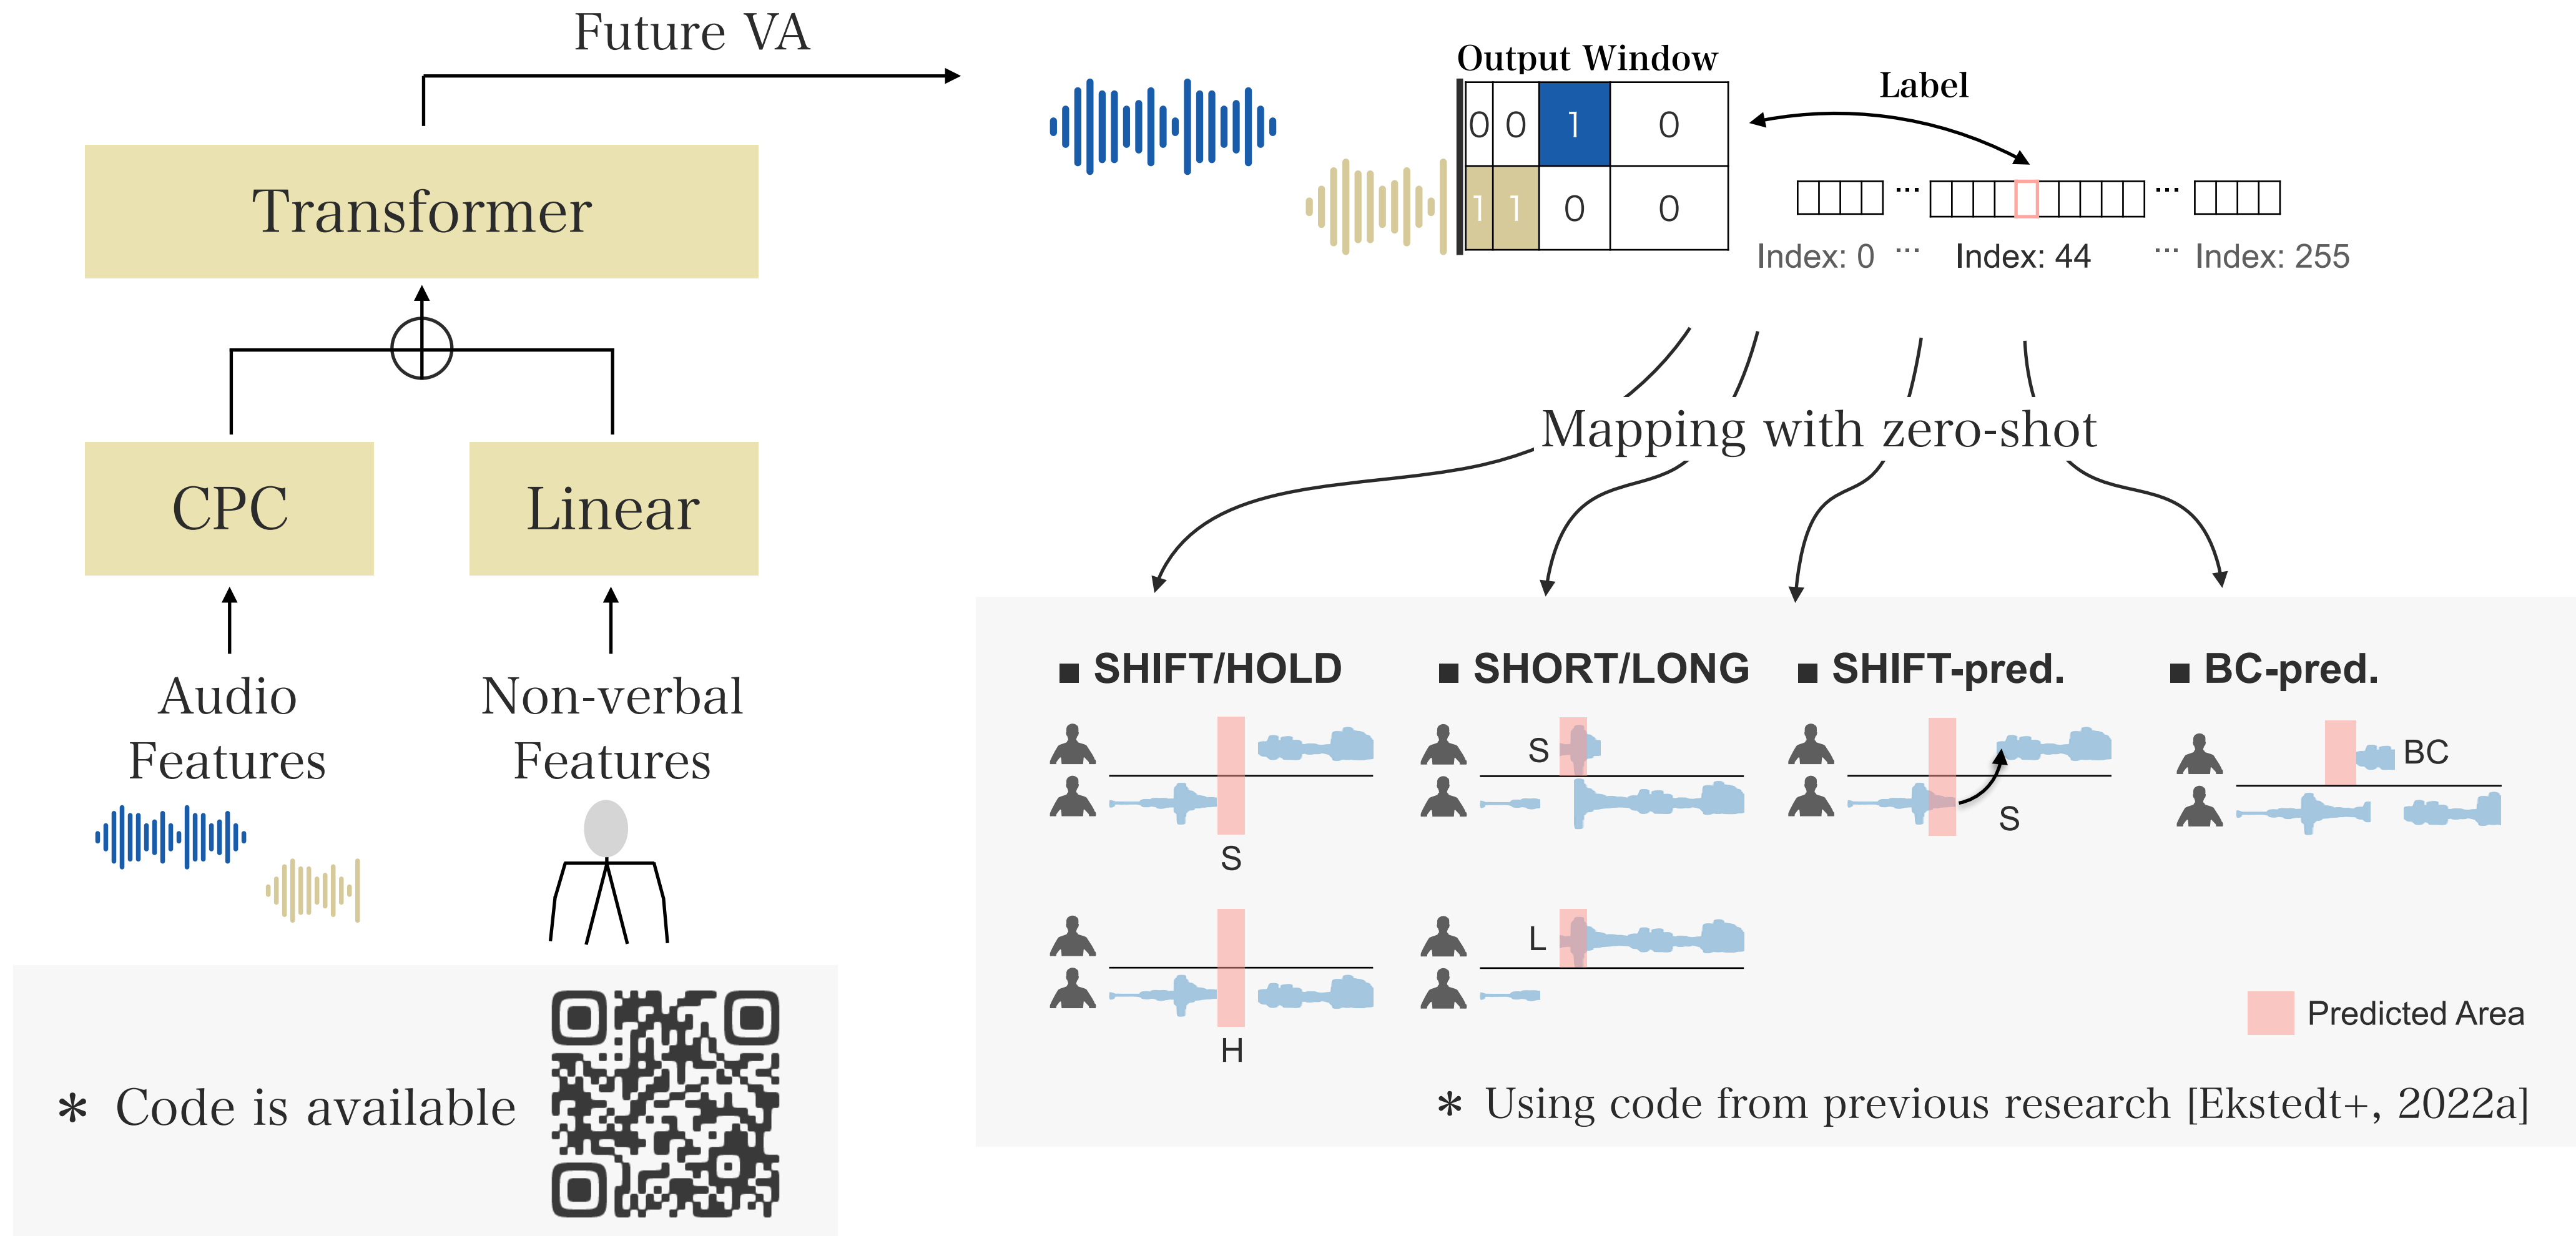 Future VA
Transformer
CPC
Linear
Audio
Features
Non-verbal
Features
* Code is available
Output Window
0 0 1 0
1 1 0 0
Label
... ...
Index: 0 ... Index: 44 ... Index: 255
Mapping with zero-shot
■ SHIFT/HOLD
S
H
■ SHORT/LONG
S
L
■ SHIFT-pred.
S
■ BC-pred.
BC
Predicted Area
* Using code from previous research [Ekstedt+, 2022a]